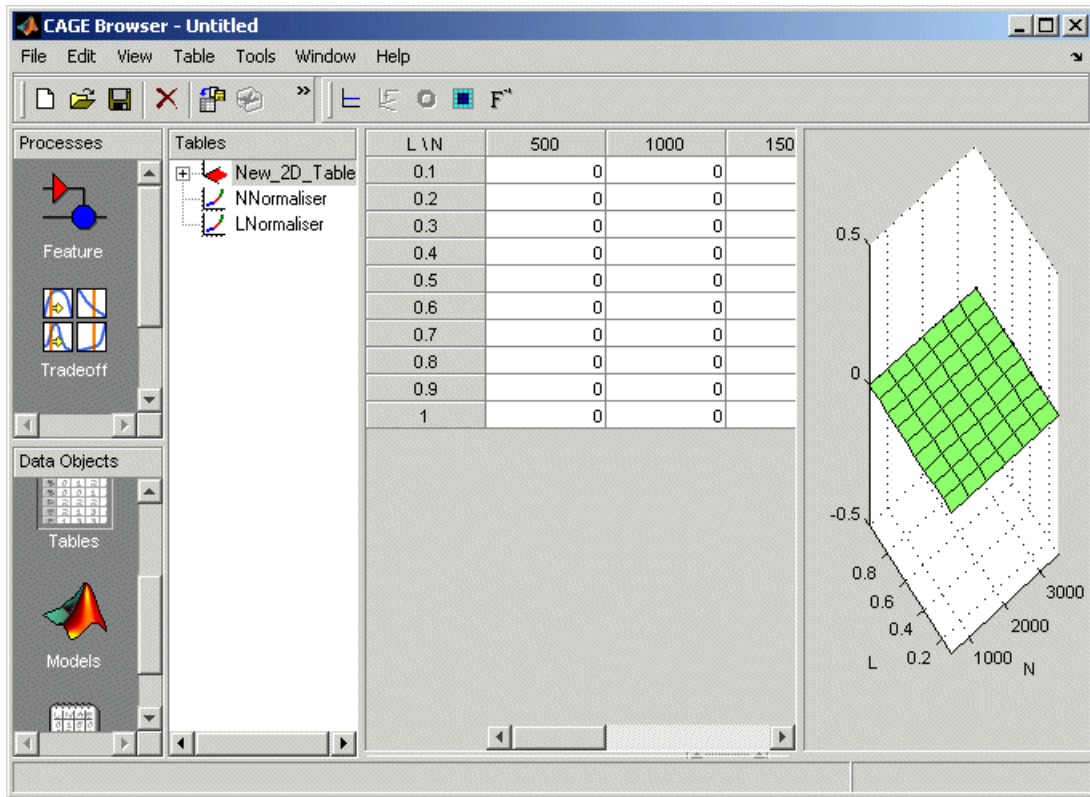 CAGE Browser - Untitled
File Edit View Table Tools Window Help
» F
Processes
Feature
Tradeoff
Data Objects
Tables
Models
Tables
New_2D_Table
NNormaliser
LNormaliser
L \ N 500 1000 150
0.1 0 0
0.2 0 0
0.3 0 0
0.4 0 0
0.5 0 0
0.6 0 0
0.7 0 0
0.8 0 0
0.9 0 0
1 0 0
0.5
0
-0.5
0.8
0.6
0.4
0.2
L
1000
2000
3000
N